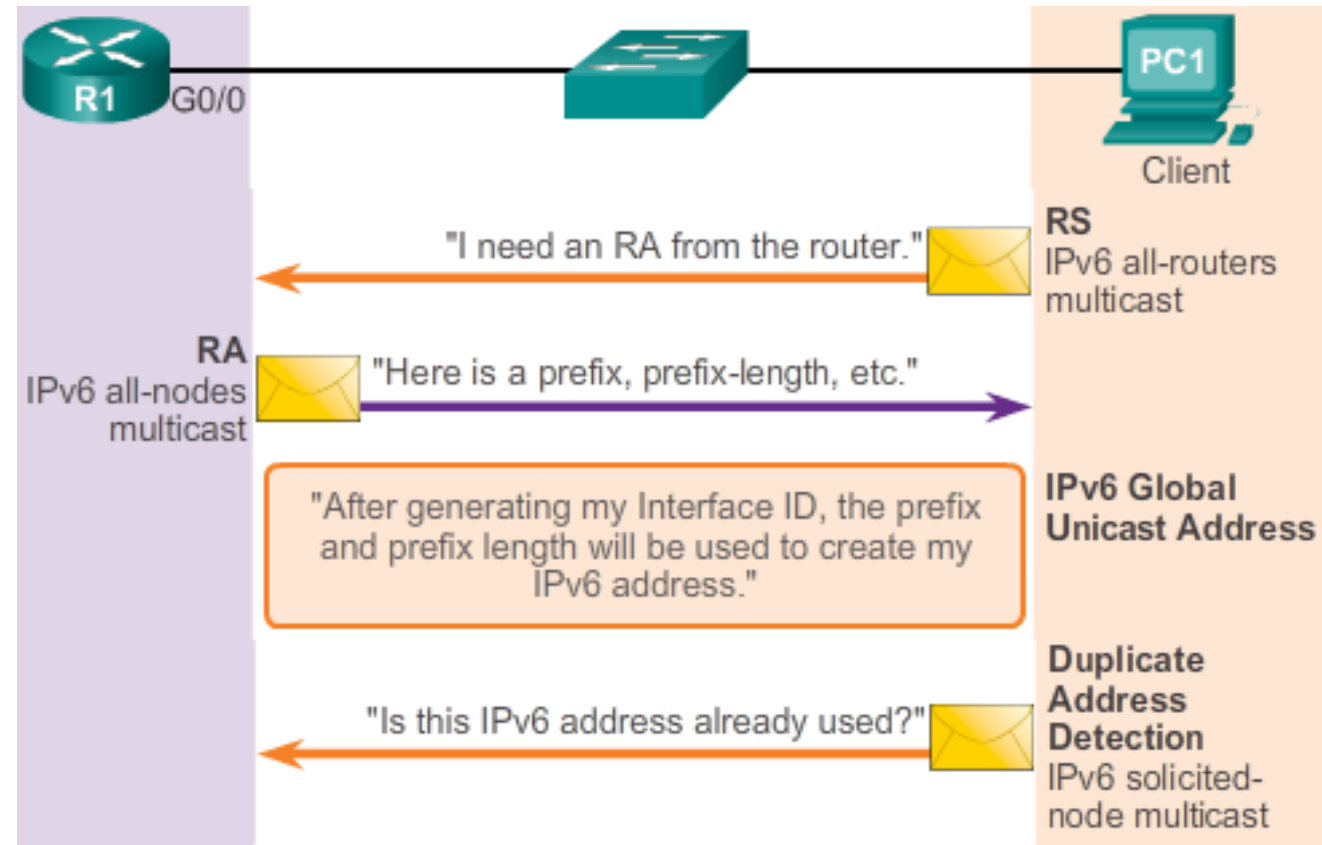 R1
G0/0
PC1
Client
"I need an RA from the router."
RS
IPv6 all-routers
multicast
RA
IPv6 all-nodes
multicast
"Here is a prefix, prefix-length, etc."
"After generating my Interface ID, the prefix
and prefix length will be used to create my
IPv6 address."
IPv6 Global
Unicast Address
"Is this IPv6 address already used?"
Duplicate
Address
Detection
IPv6 solicited-
node multicast